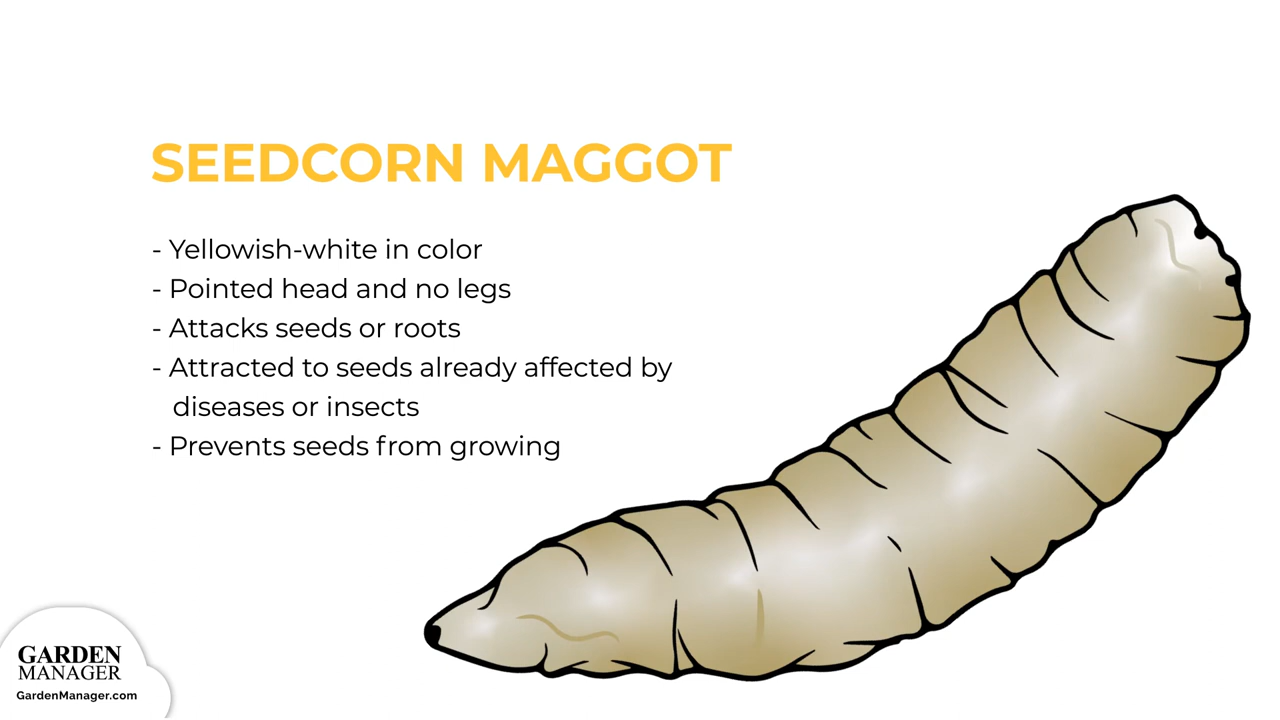 SEEDCORN MAGGOT
- Yellowish-white in color
- Pointed head and no legs
- Attacks seeds or roots
- Attracted to seeds already affected by
diseases or insects
- Prevents seeds from growing
GARDEN
MANAGER
GardenManager.com